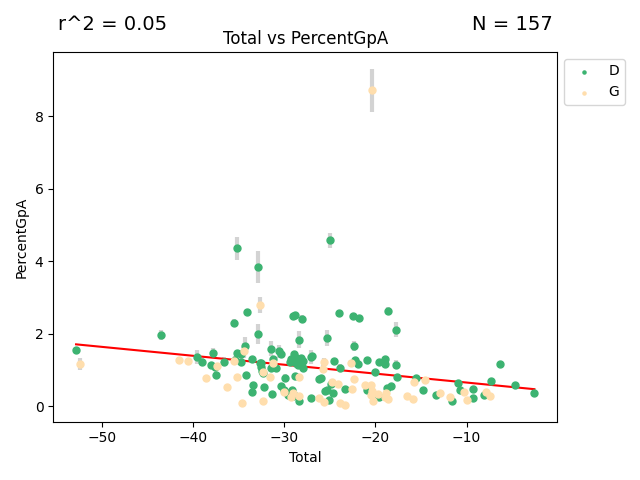 r^2 = 0.05 N = 157
Total vs PercentGpA
D
G
8
6
4
2
0
PercentGpA
−50 −40 −30 −20 −10
Total